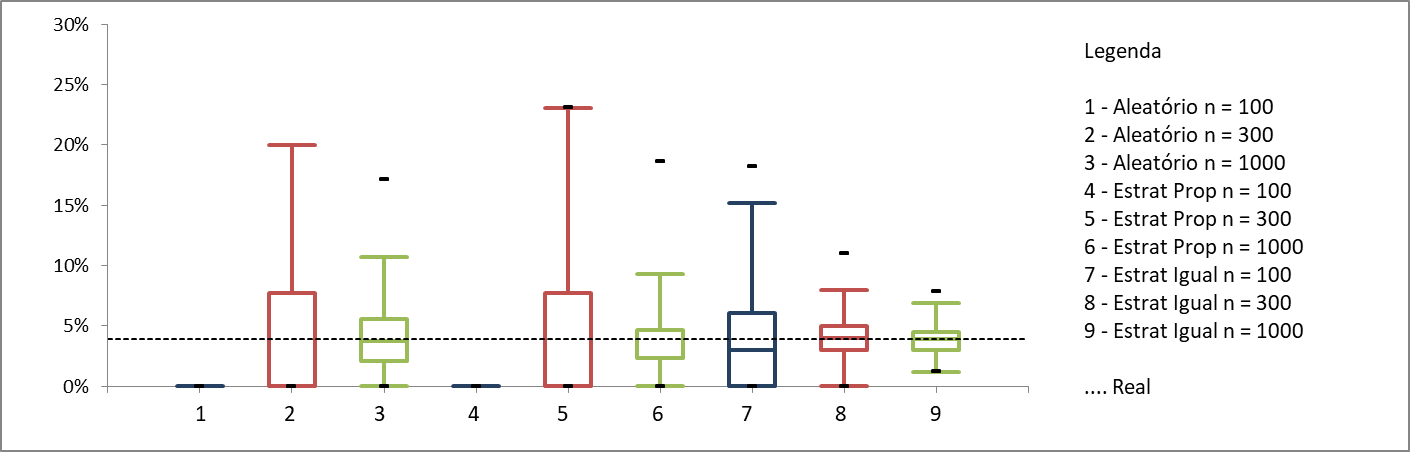 30%
25%
20%
15%
10%
5%
0%
1 2 3 4 5 6 7 8 9
Legenda
1 - Aleatório n = 100
2 - Aleatório n = 300
3 - Aleatório n = 1000
4 - Estrat Prop n = 100
5 - Estrat Prop n = 300
6 - Estrat Prop n = 1000
7 - Estrat Igual n = 100
8 - Estrat Igual n = 300
9 - Estrat Igual n = 1000
.... Real